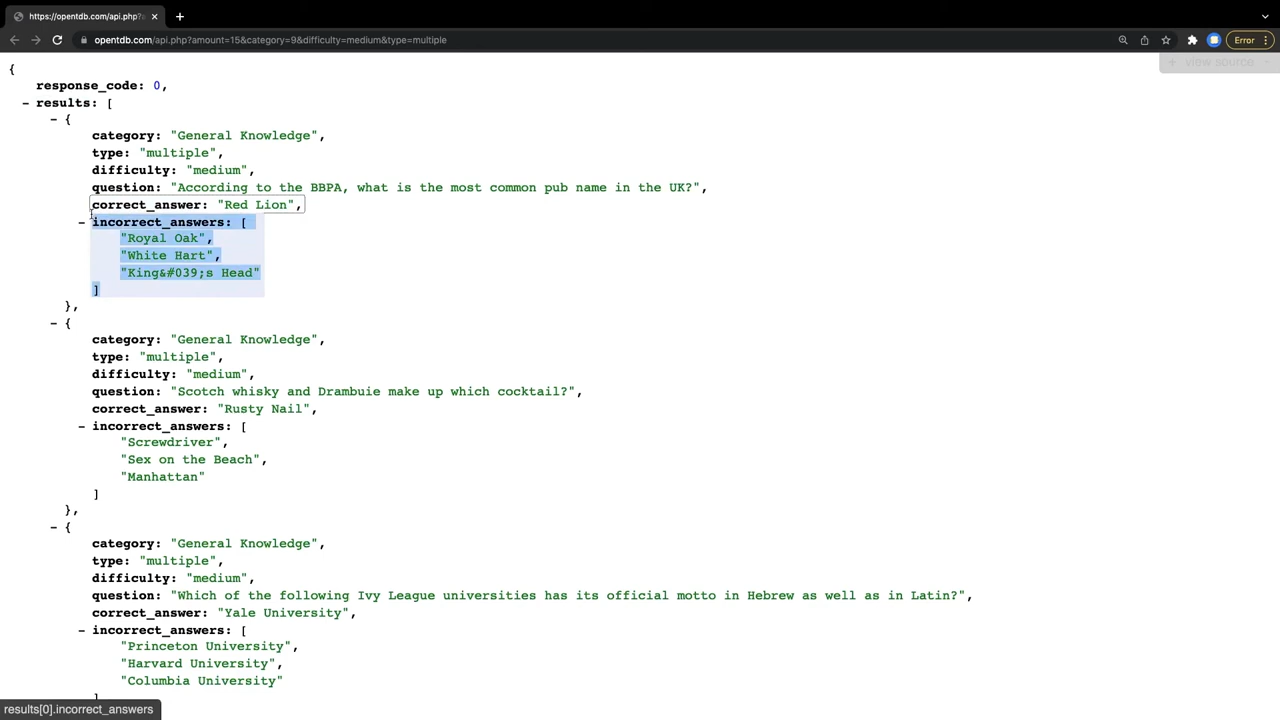 https://opentdb.com/api.php?a
opentdb.com/api.php?amount=15&category=9&difficulty=medium&type=multiple
Error
+ view source
{
response_code: 0,
- results: [
- {
category: "General Knowledge",
type: "multiple",
difficulty: "medium",
question: "According to the BBPA, what is the most common pub name in the UK?",
correct_answer: "Red Lion",
- incorrect_answers: [
"Royal Oak",
"White Hart",
"King&#039;s Head"
]
},
- {
category: "General Knowledge",
type: "multiple",
difficulty: "medium",
question: "Scotch whisky and Drambuie make up which cocktail?",
correct_answer: "Rusty Nail",
- incorrect_answers: [
"Screwdriver",
"Sex on the Beach",
"Manhattan"
]
},
- {
category: "General Knowledge",
type: "multiple",
difficulty: "medium",
question: "Which of the following Ivy League universities has its official motto in Hebrew as well as in Latin?",
correct_answer: "Yale University",
- incorrect_answers: [
"Princeton University",
"Harvard University",
"Columbia University"
]
results[0].incorrect_answers